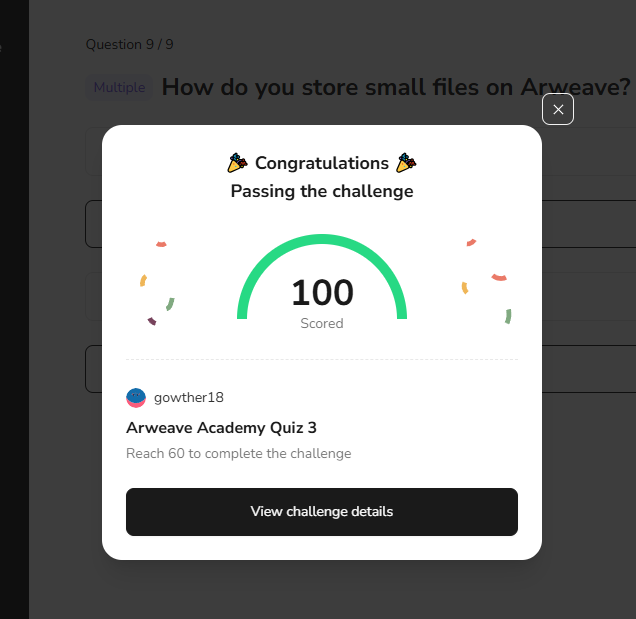 Question 9 / 9
Multiple How do you store small files on Arweave?
Congratulations
Passing the challenge
100
Scored
gowther18
Arweave Academy Quiz 3
Reach 60 to complete the challenge
View challenge details